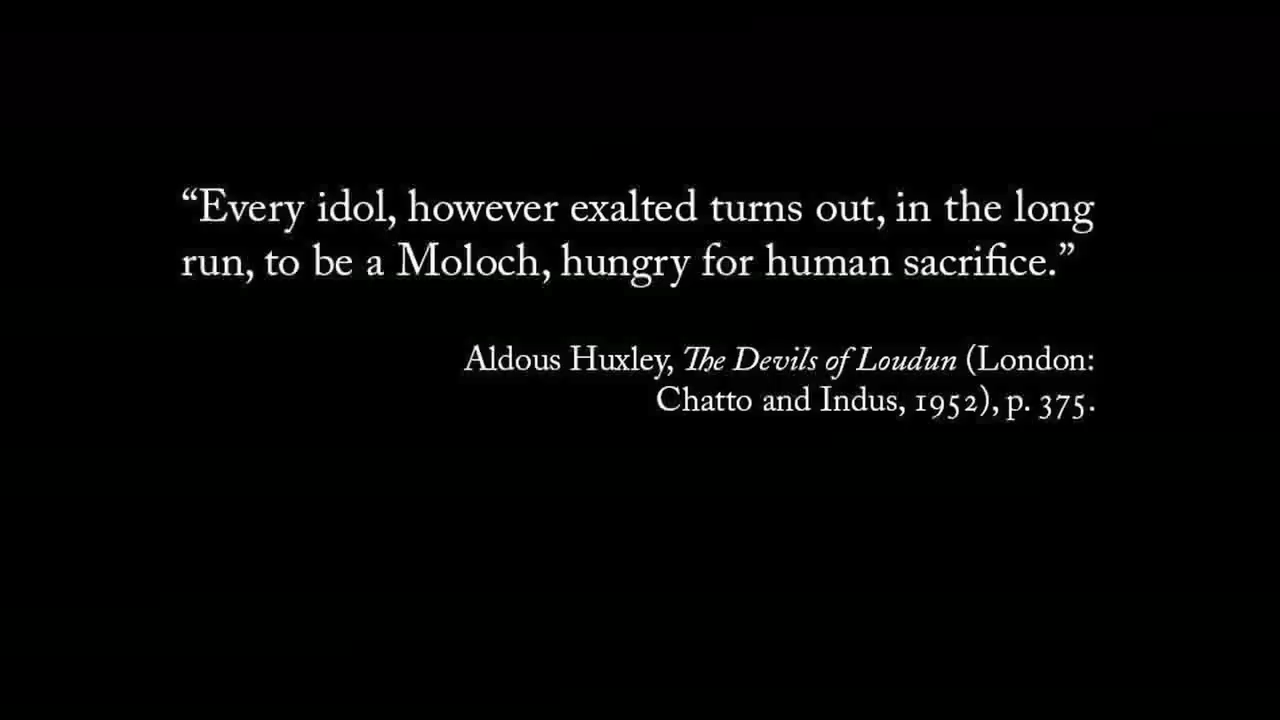 “Every idol, however exalted turns out, in the long
run, to be a Moloch, hungry for human sacrifice.”
Aldous Huxley, The Devils of Loudun (London:
Chatto and Indus, 1952), p. 375.